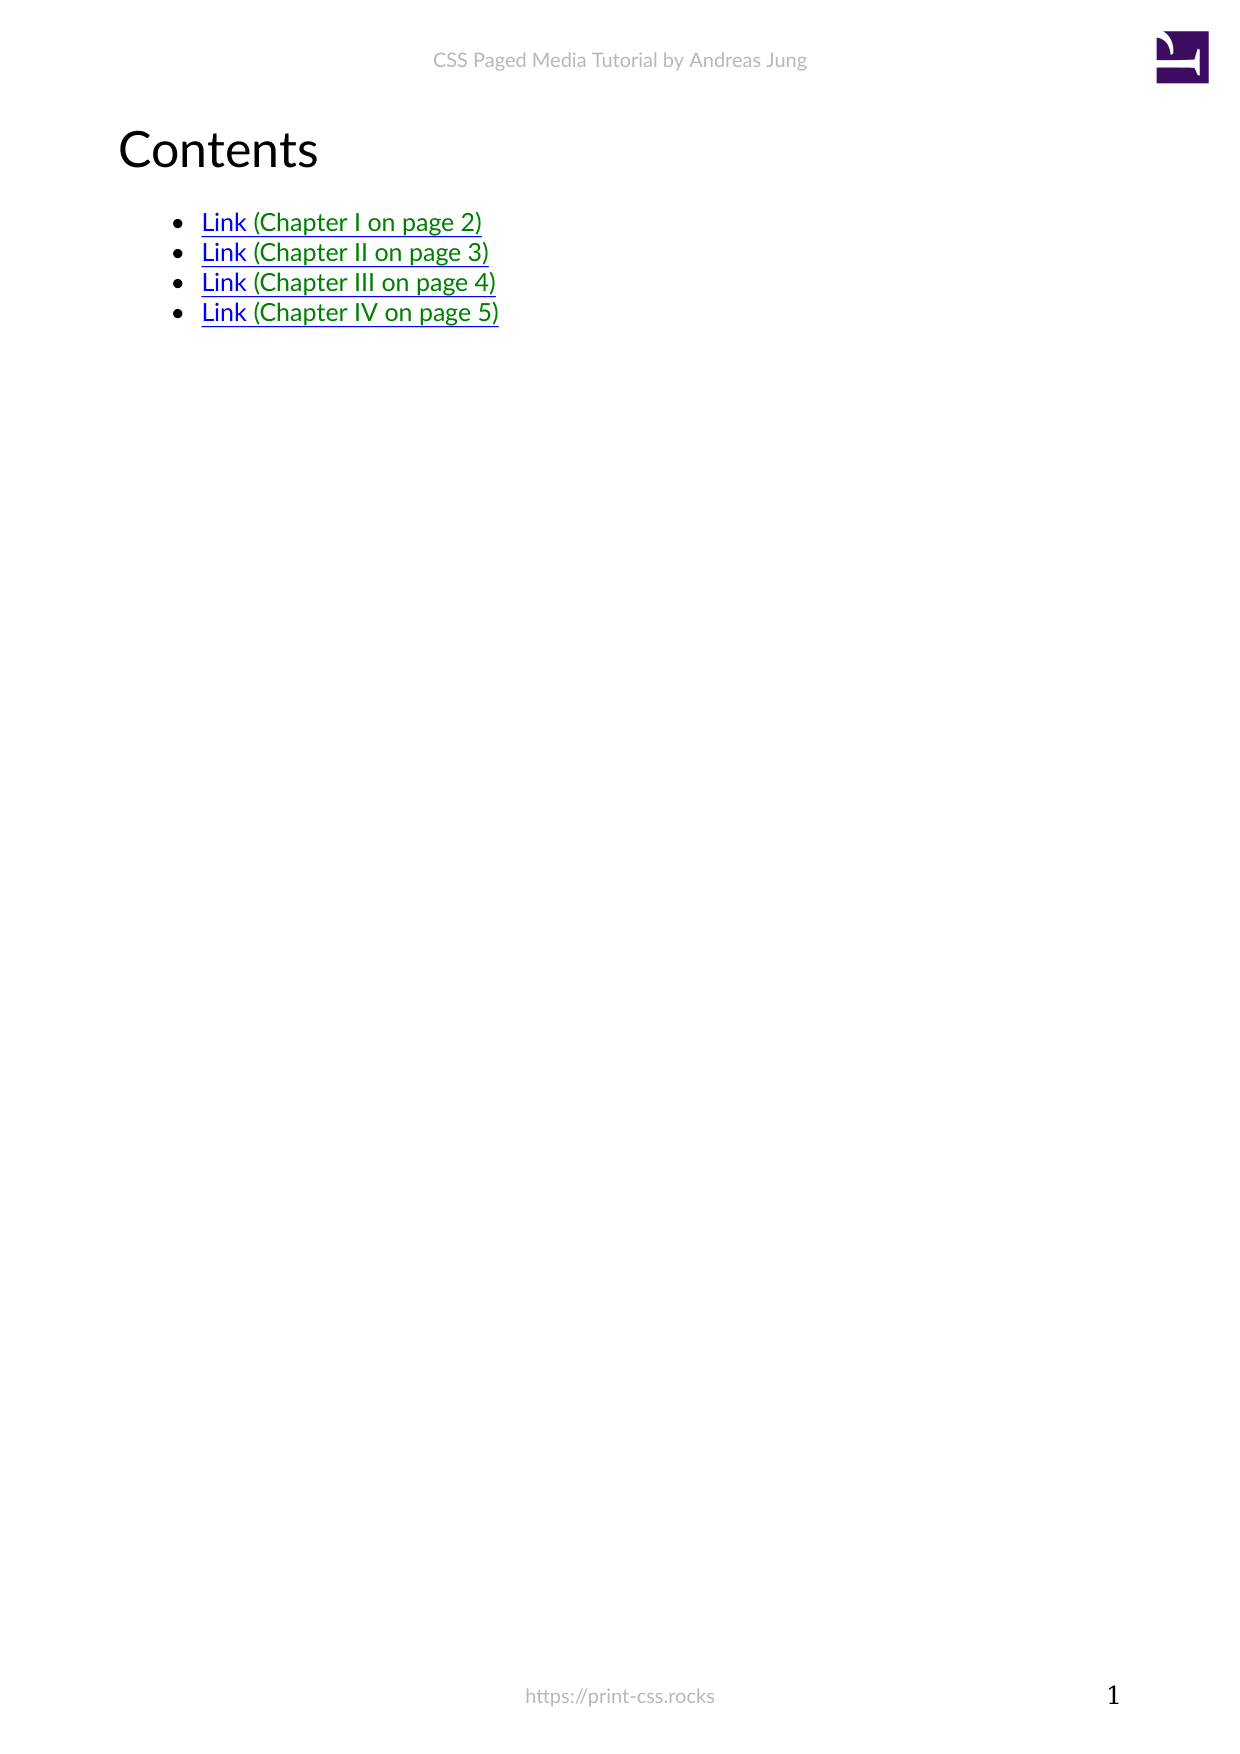 CSS Paged Media Tutorial by Andreas Jung
Contents
• Link (Chapter I on page 2)
• Link (Chapter II on page 3)
• Link (Chapter III on page 4)
• Link (Chapter IV on page 5)
https://print-css.rocks
1